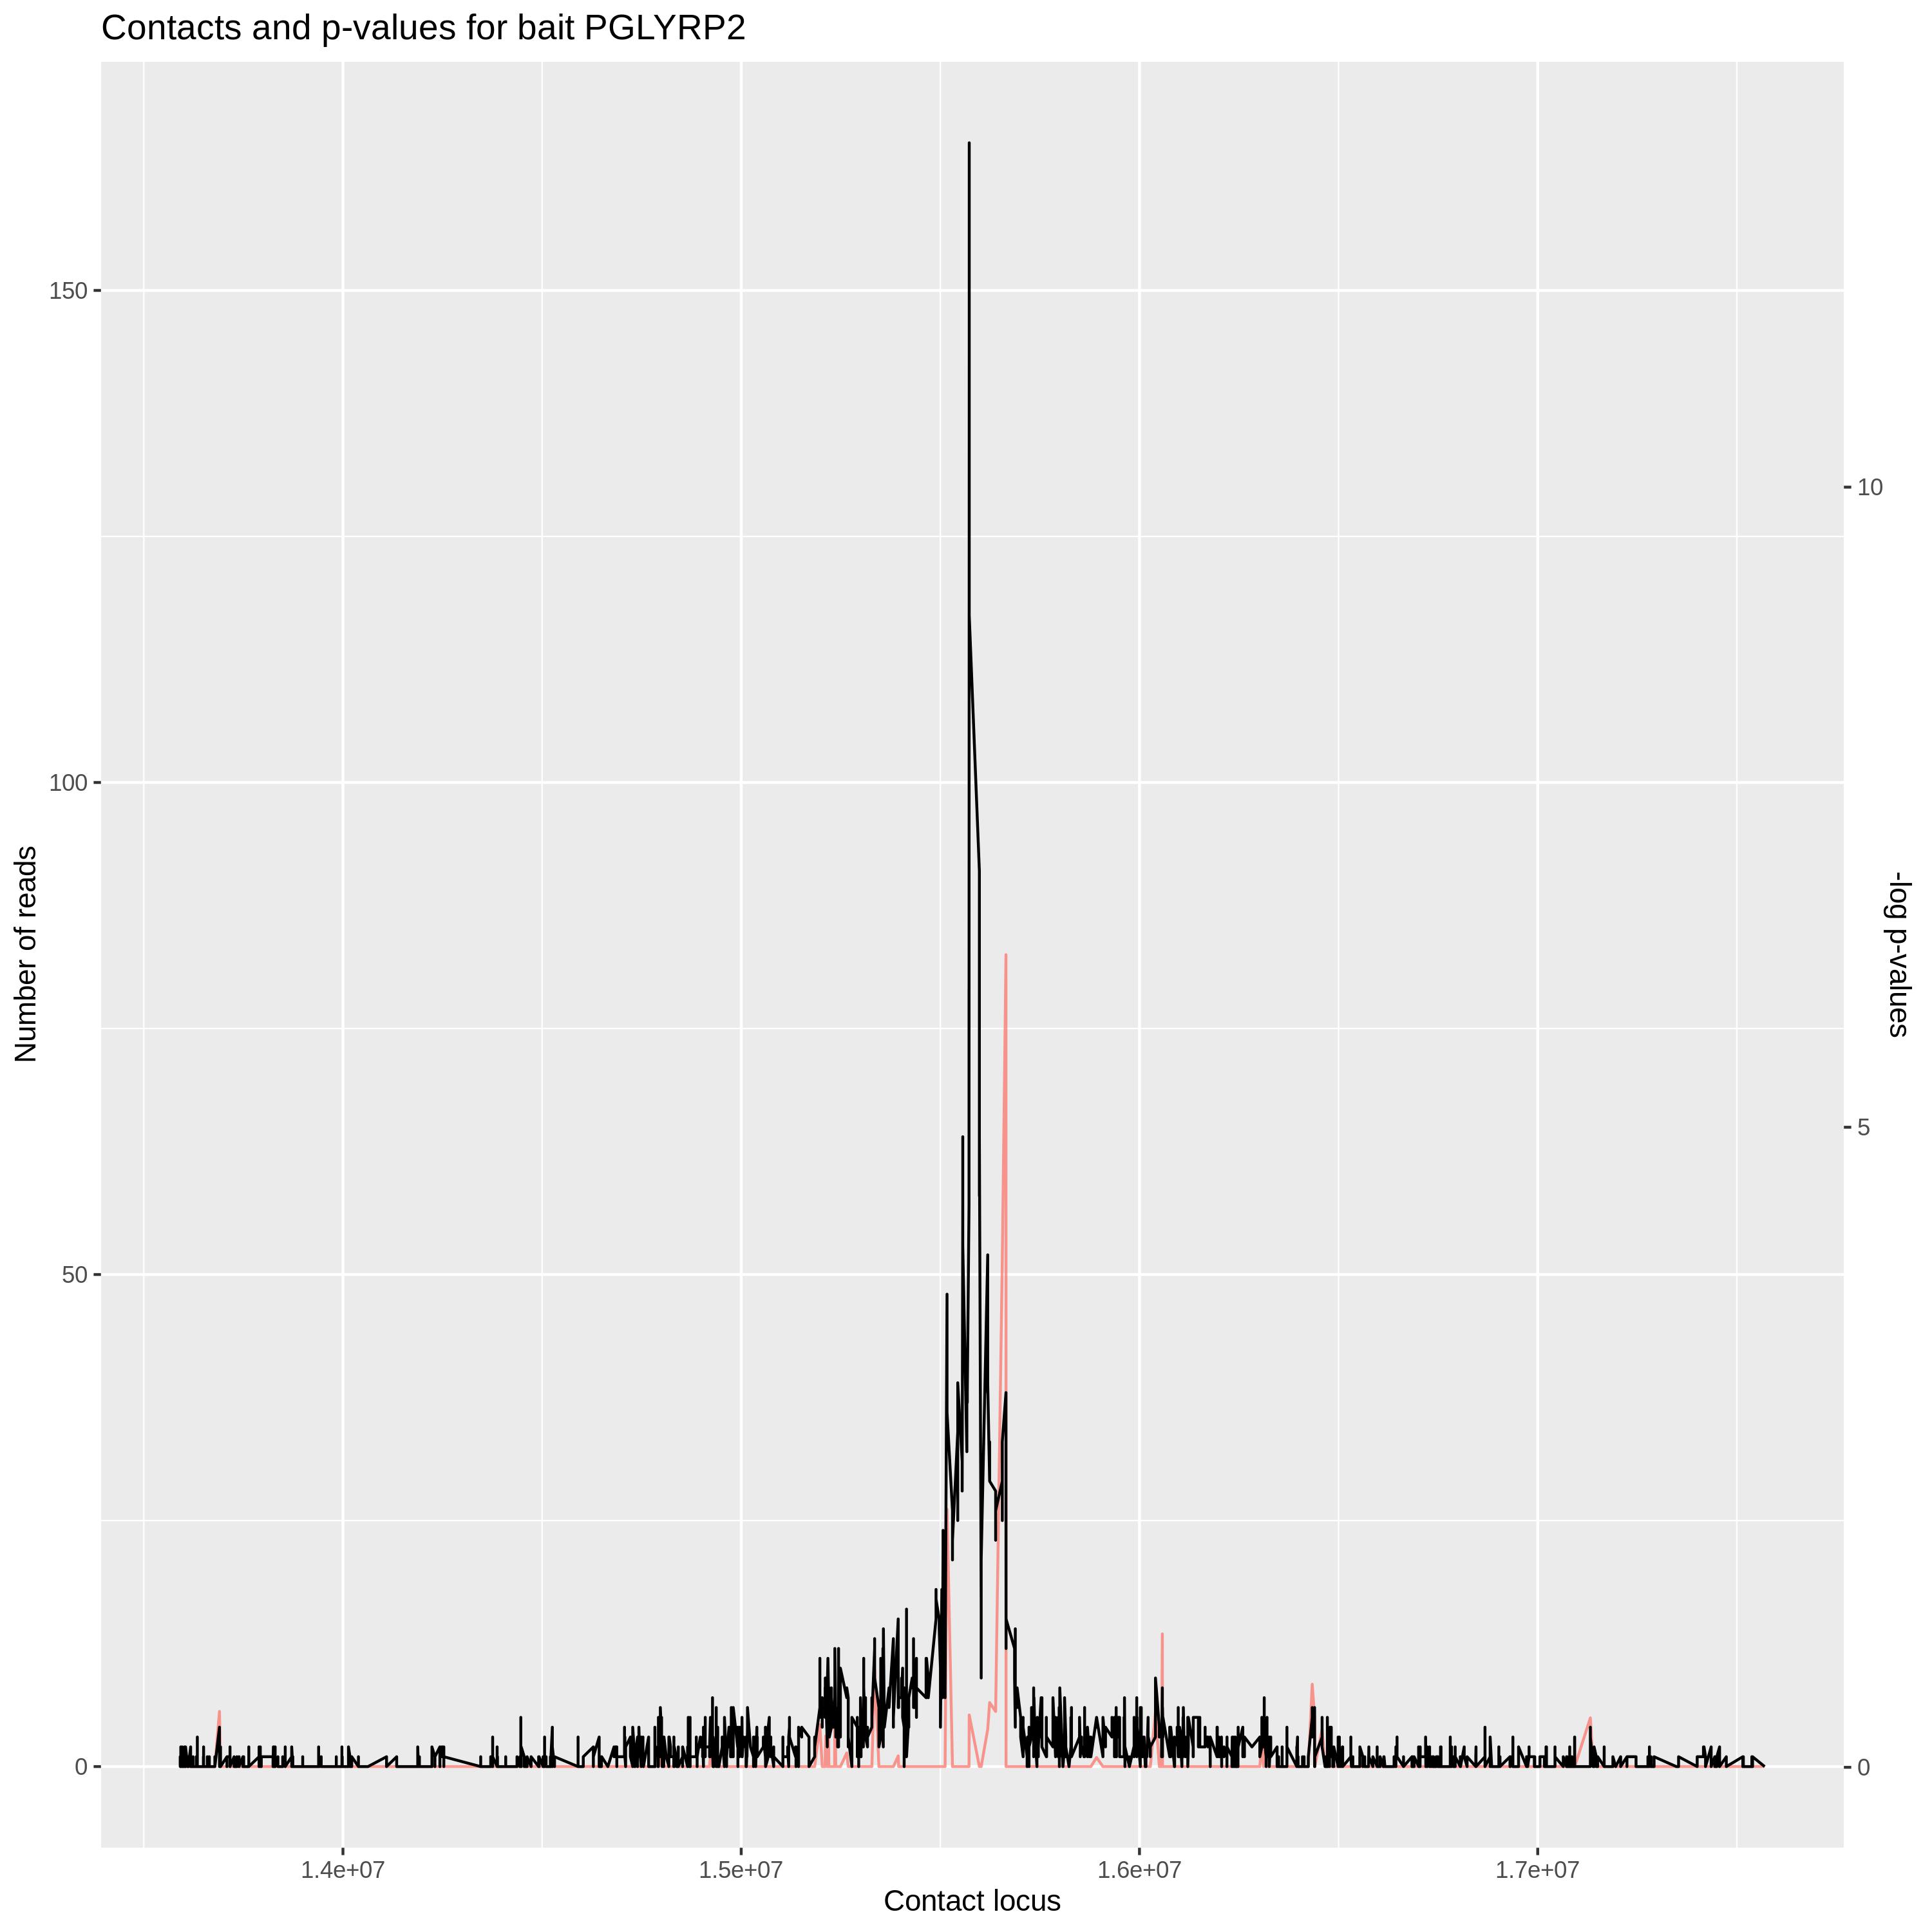 Contacts and p-values for bait PGLYRP2
150
100
50
0
Number of reads
10
5
0
-log p-values
1.4e+07
1.5e+07
1.6e+07
1.7e+07
Contact locus